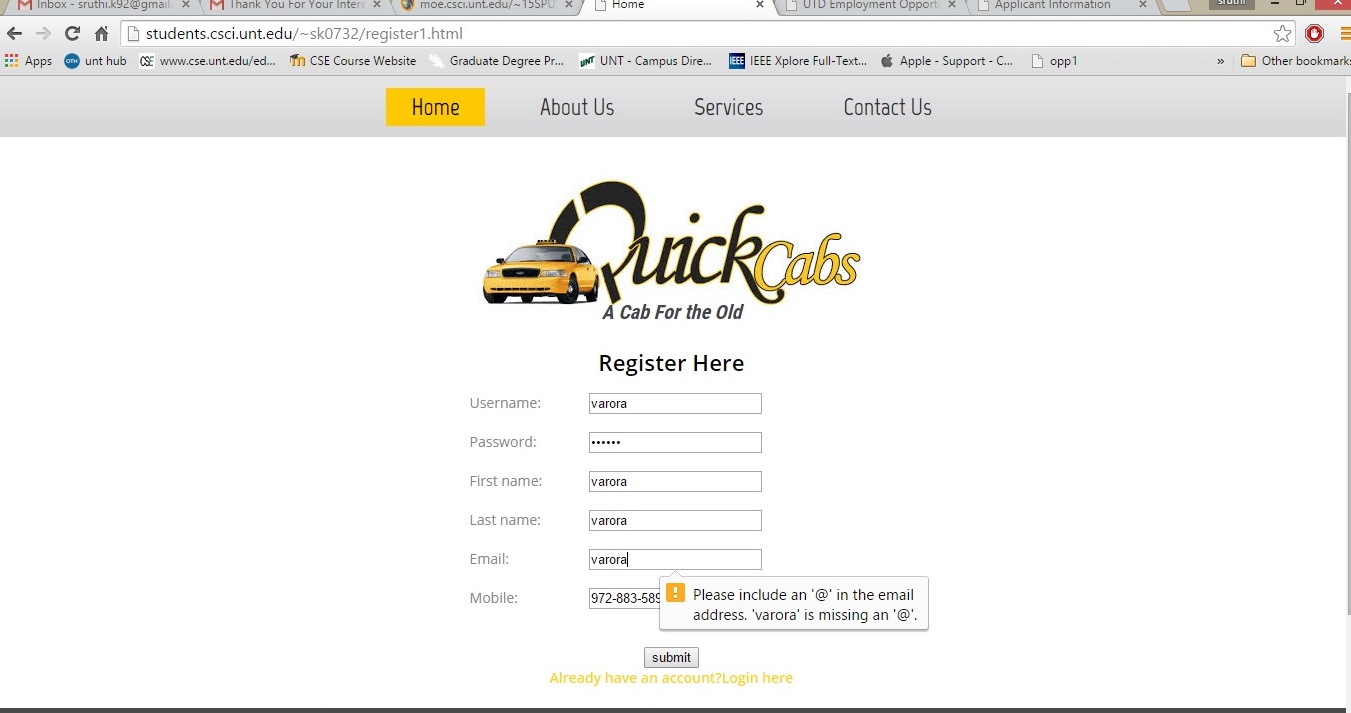 Inbox - sruthi.k92@gmail.
Thank You For Your Intere
moe.csci.unt.edu/~15SPU
Home
UTD Employment Opport
Applicant Information
sruthi
students.csci.unt.edu/~sk0732/register1.html
Apps
unt hub
CSE
www.cse.unt.edu/ed...
CSE Course Website
Graduate Degree Pr...
UNT
UNT - Campus Dire...
IEEE
IEEE Xplore Full-Text...
Apple - Support - C...
opp1
»
Other bookmarks
Home
About Us
Services
Contact Us
QuickCabs
A Cab For the Old
Register Here
Username:
varora
Password:
••••••
First name:
varora
Last name:
varora
Email:
varora
Mobile:
972-883-589
Please include an '@' in the email
address. 'varora' is missing an '@'.
submit
Already have an account?Login here